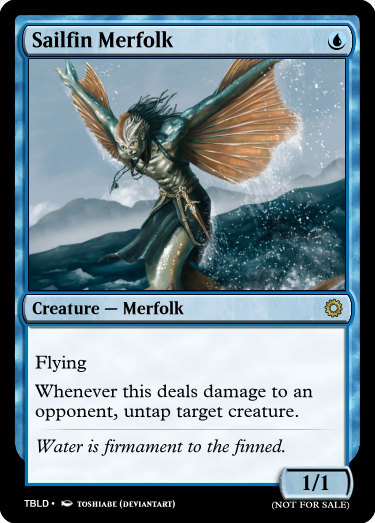 Sailfin Merfolk
Creature — Merfolk
Flying
Whenever this deals damage to an
opponent, untap target creature.
Water is firmament to the finned.
1/1
TBLD • TOSHIABE (DEVIANTART)
(NOT FOR SALE)